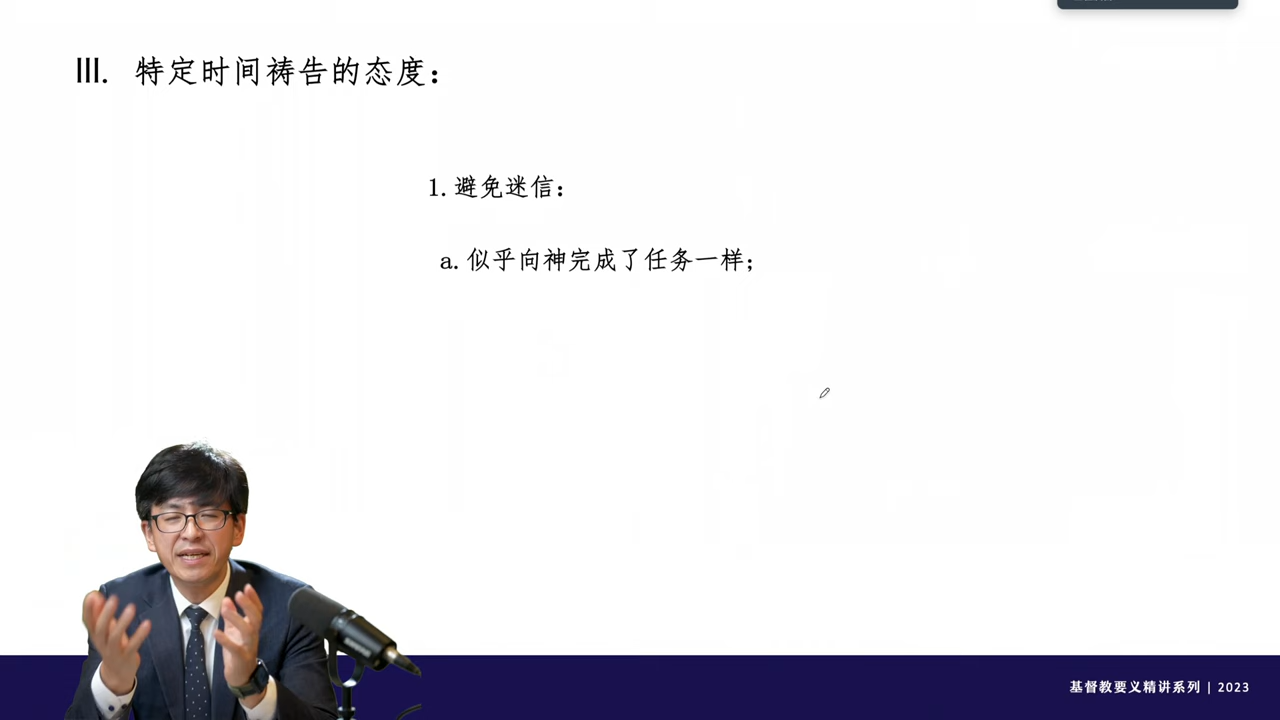 III. 特定时间祷告的态度：
1. 避免迷信：
a. 似乎向神完成了任务一样；
基督教要义精讲系列 | 2023